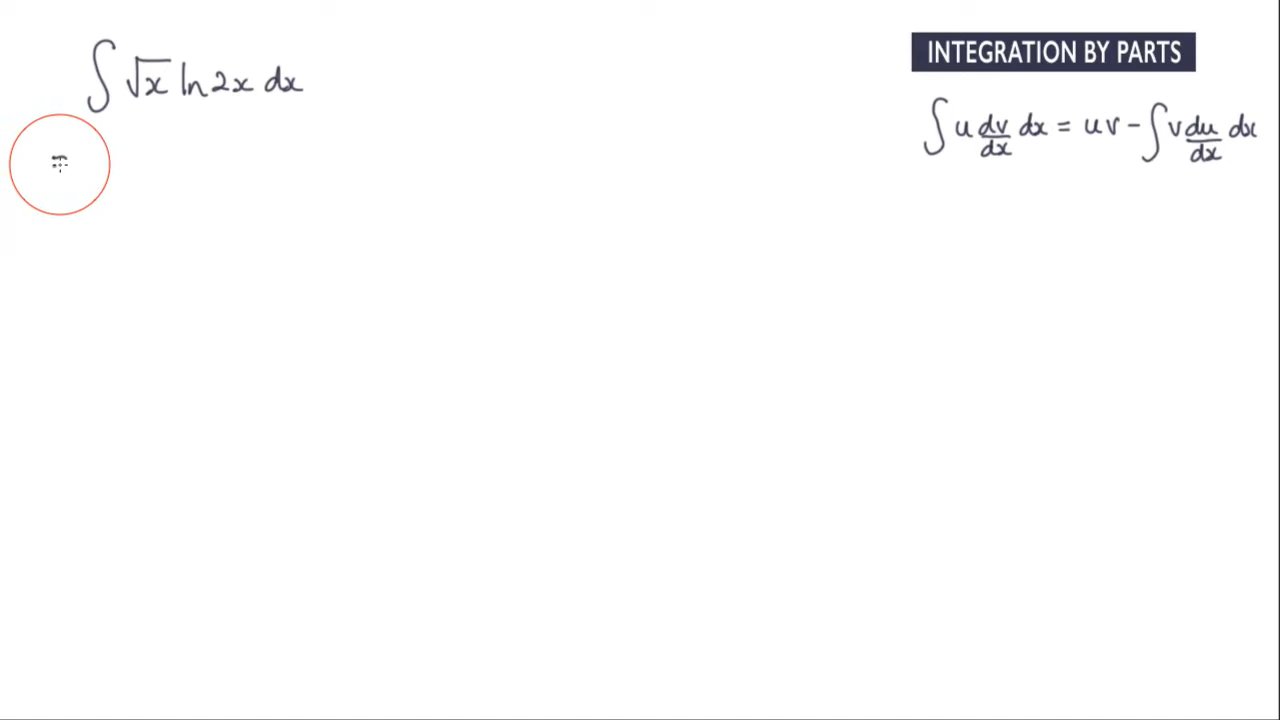 ∫ √x ln 2x dx
=
INTEGRATION BY PARTS
∫ u dv/dx dx = uv - ∫ v du/dx dx